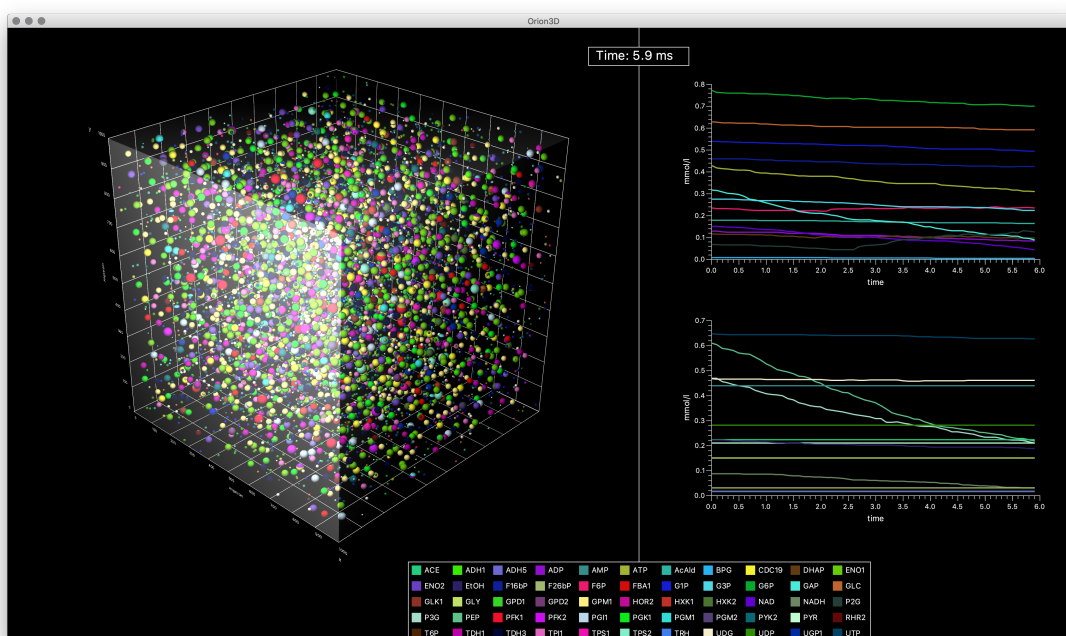 Orion3D
Time: 5.9 ms
0.8
0.7
0.6
0.5
0.4
0.3
0.2
0.1
0.0
mmol/l
0.0 0.5 1.0 1.5 2.0 2.5 3.0 3.5 4.0 4.5 5.0 5.5 6.0
time
0.7
0.6
0.5
0.4
0.3
0.2
0.1
0.0
mmol/l
0.0 0.5 1.0 1.5 2.0 2.5 3.0 3.5 4.0 4.5 5.0 5.5 6.0
time
ACE ADH1 ADH5 ADP AMP ATP AcAld BPG CDC19 DHAP ENO1
ENO2 EtOH F16bP F26bP F6P FBA1 G1P G3P G6P GAP GLC
GLK1 GLY GPD1 GPD2 GPM1 HOR2 HXK1 HXK2 NAD NADH P2G
P3G PEP PFK1 PFK2 PGI1 PGK1 PGM1 PGM2 PYK2 PYR RHR2
T6P TDH1 TDH3 TPI1 TPS1 TPS2 TRH UDG UDP UGP1 UTP